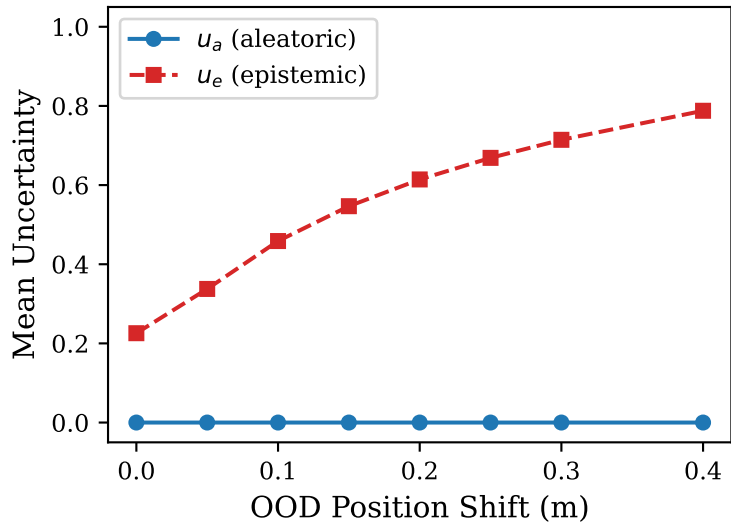 u_a (aleatoric)
u_e (epistemic)
Mean Uncertainty
1.0
0.8
0.6
0.4
0.2
0.0
0.0 0.1 0.2 0.3 0.4
OOD Position Shift (m)